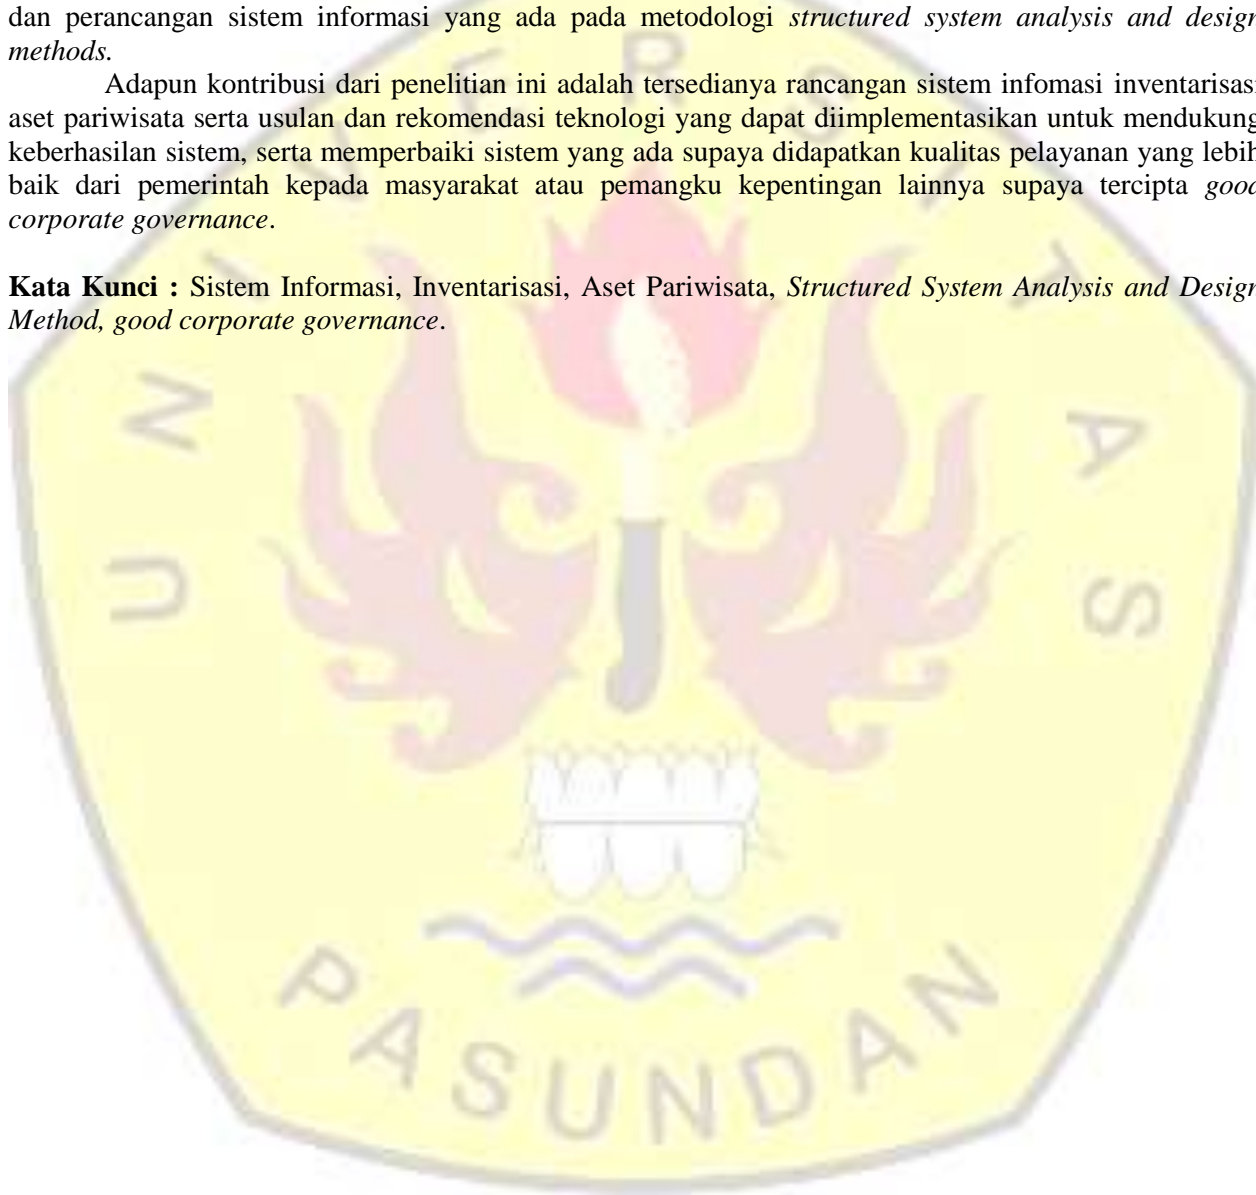 dan perancangan sistem informasi yang ada pada metodologi structured system analysis and design
methods.
Adapun kontribusi dari penelitian ini adalah tersedianya rancangan sistem infomasi inventarisasi
aset pariwisata serta usulan dan rekomendasi teknologi yang dapat diimplementasikan untuk mendukung
keberhasilan sistem, serta memperbaiki sistem yang ada supaya didapatkan kualitas pelayanan yang lebih
baik dari pemerintah kepada masyarakat atau pemangku kepentingan lainnya supaya tercipta good
corporate governance.
Kata Kunci : Sistem Informasi, Inventarisasi, Aset Pariwisata, Structured System Analysis and Design
Method, good corporate governance.
UNIVERSITAS
PASUNDAN